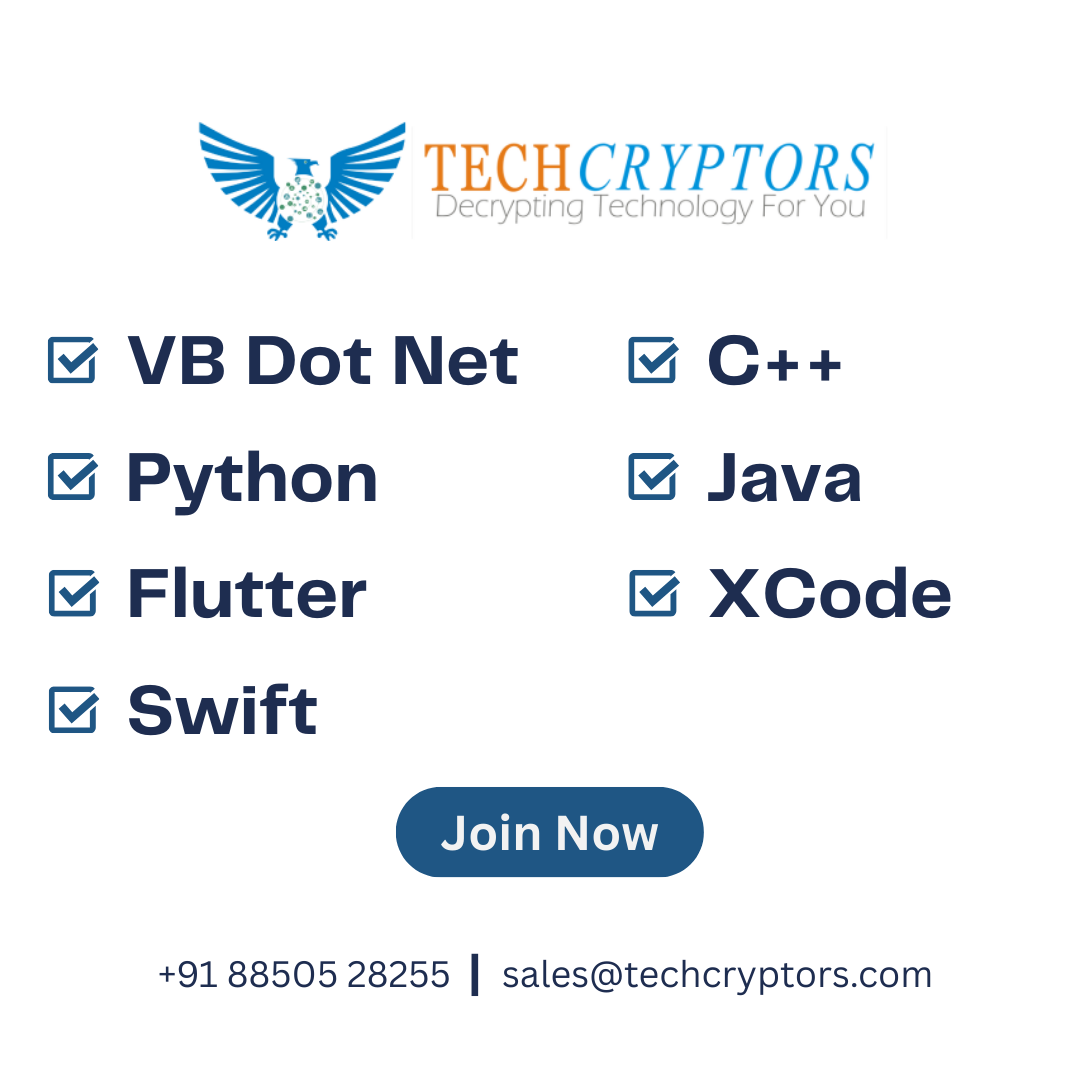 TECHCRYPTORS
Decrypting Technology For You
VB Dot Net
C++
Python
Java
Flutter
XCode
Swift
Join Now
+91 88505 28255 | sales@techcryptors.com